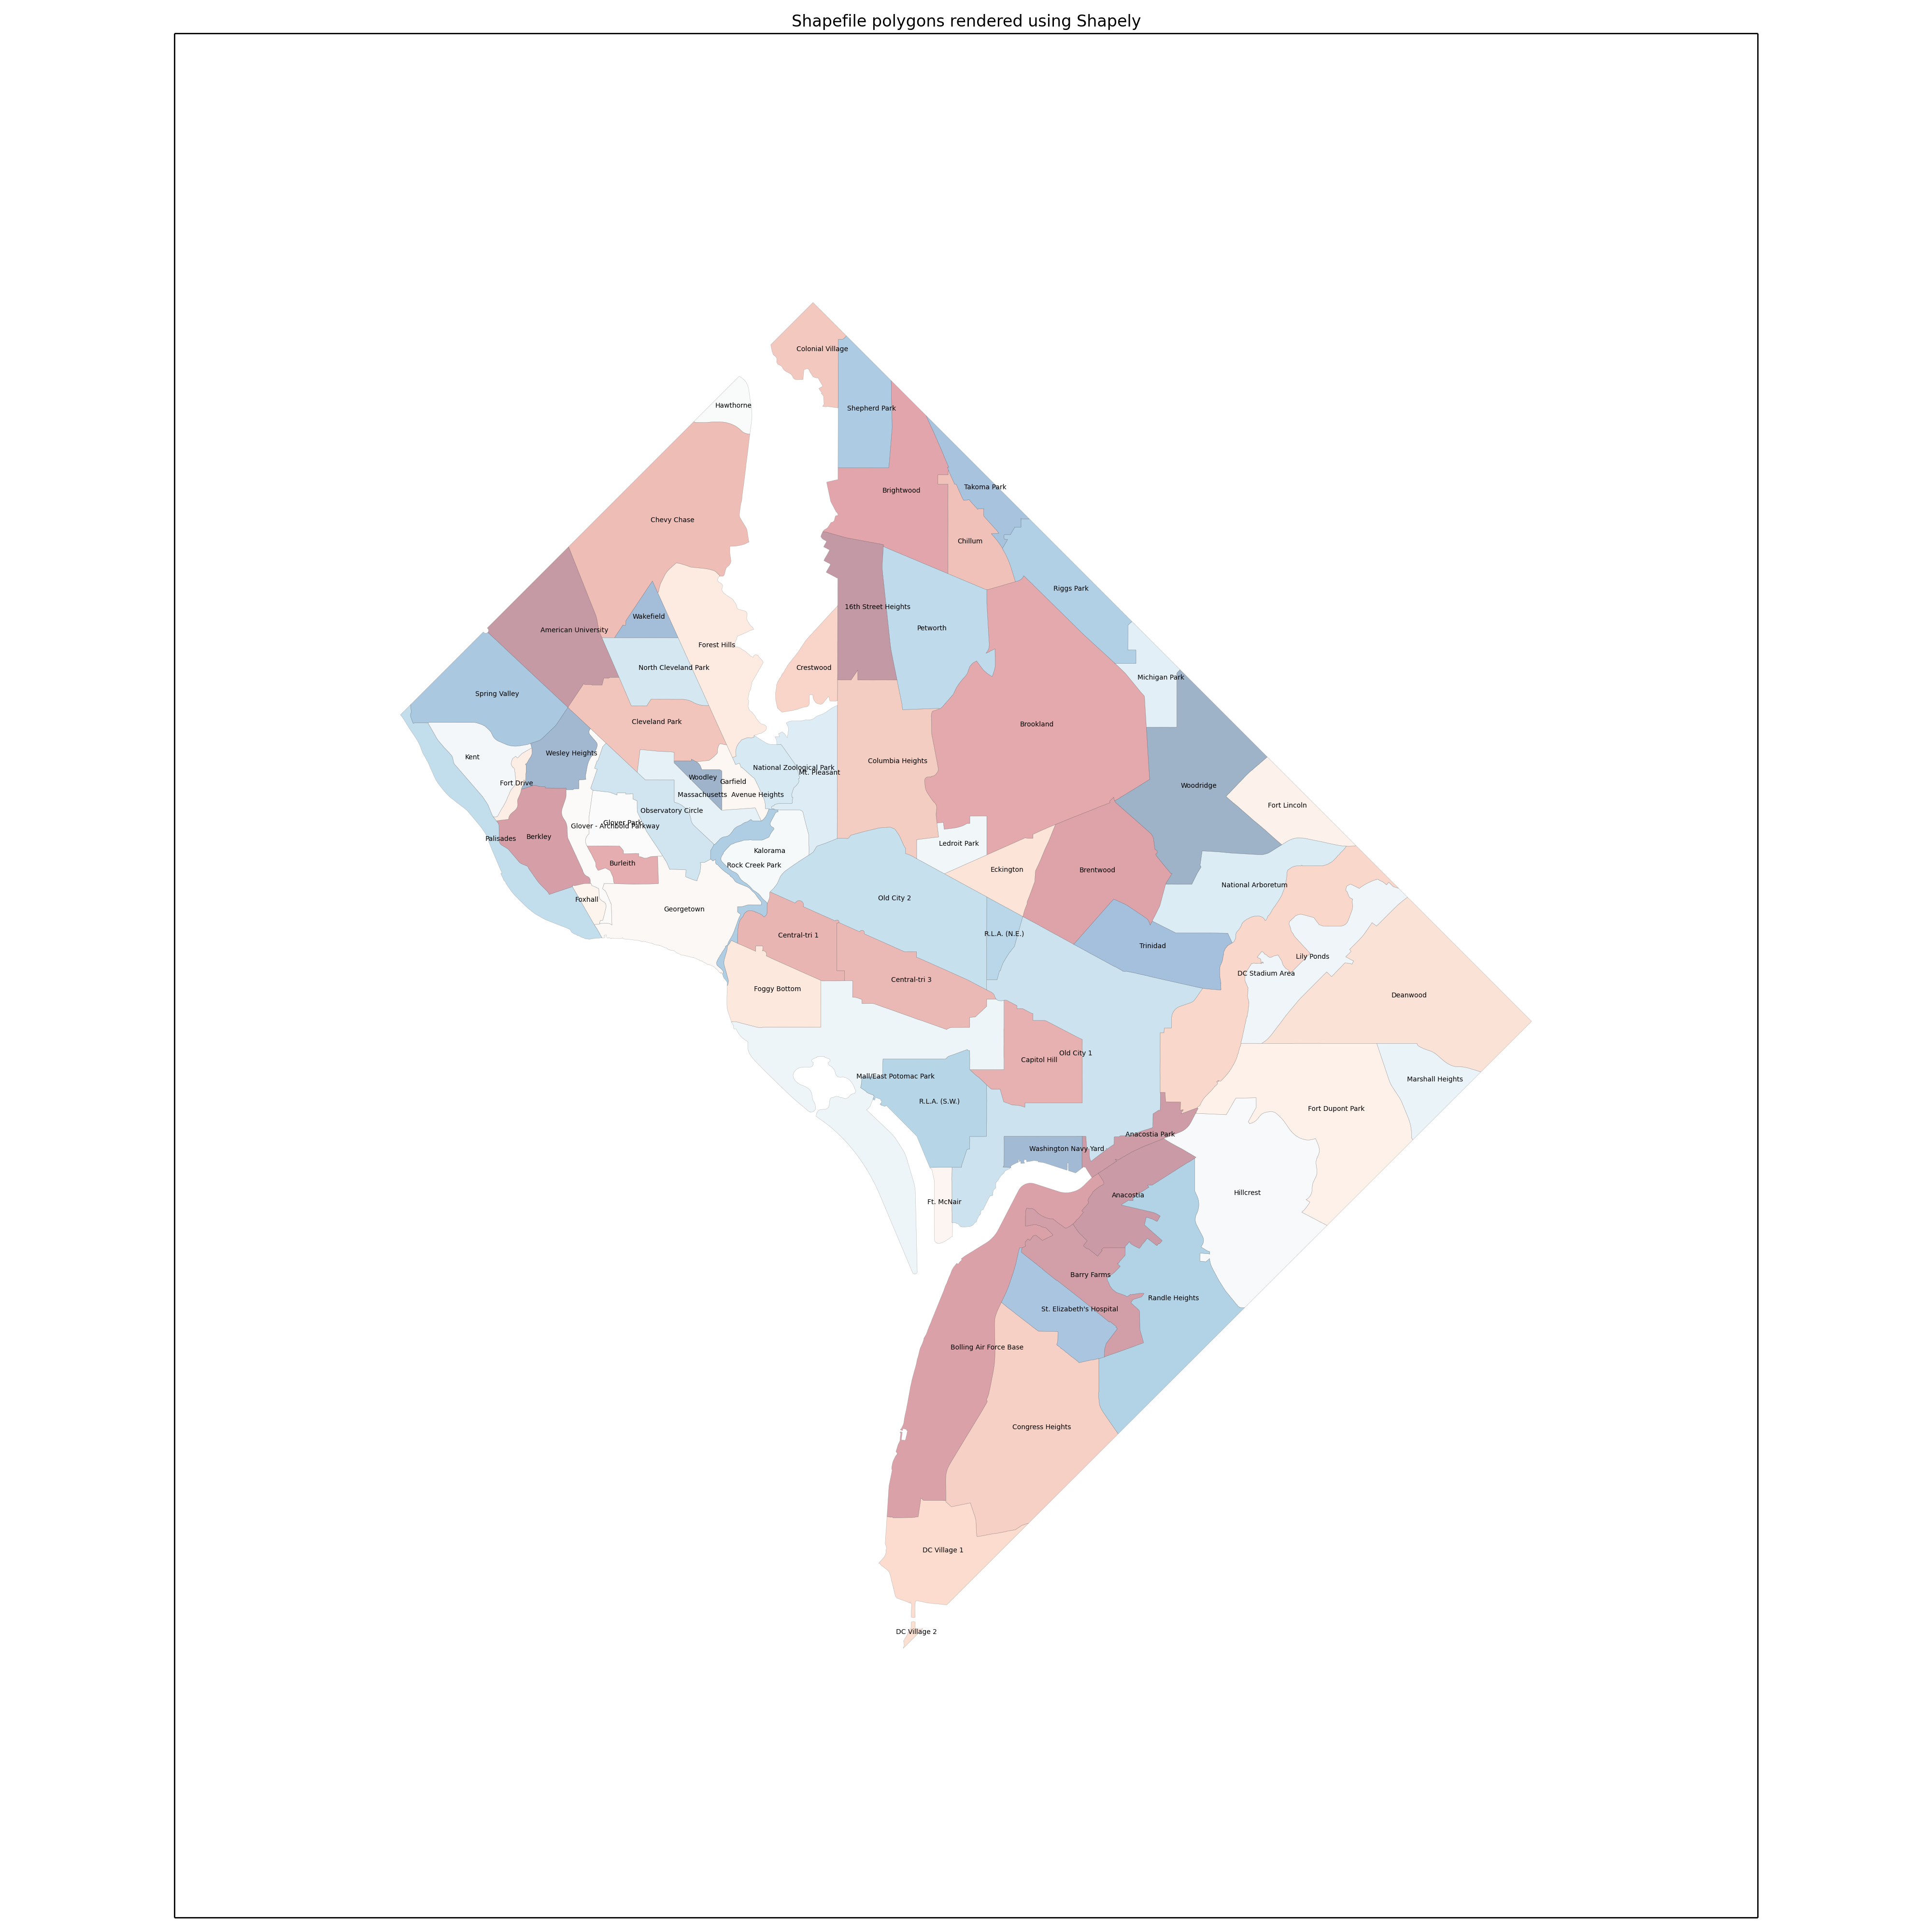 Shapefile polygons rendered using Shapely
Colonial Village
Hawthorne
Shepherd Park
Takoma Park
Brightwood
Chevy Chase
Chillum
Riggs Park
16th Street Heights
Wakefield
Petworth
American University
Forest Hills
North Cleveland Park
Crestwood
Michigan Park
Spring Valley
Cleveland Park
Brookland
Wesley Heights
Kent
Columbia Heights
National Zoological Park
Mt. Pleasant
Woodley
Garfield
Fort Drive
Woodridge
Massachusetts Avenue Heights
Fort Lincoln
Observatory Circle
Glover Park
Glover - Archbold Parkway
Palisades
Berkley
Ledroit Park
Kalorama
Burleith
Rock Creek Park
Eckington
Brentwood
National Arboretum
Old City 2
Foxhall
Georgetown
R.L.A. (N.E.)
Central-tri 1
Trinidad
Lily Ponds
DC Stadium Area
Central-tri 3
Foggy Bottom
Deanwood
Old City 1
Capitol Hill
Mall/East Potomac Park
Marshall Heights
R.L.A. (S.W.)
Fort Dupont Park
Anacostia Park
Washington Navy Yard
Hillcrest
Anacostia
Ft. McNair
Barry Farms
Randle Heights
St. Elizabeth's Hospital
Bolling Air Force Base
Congress Heights
DC Village 1
DC Village 2